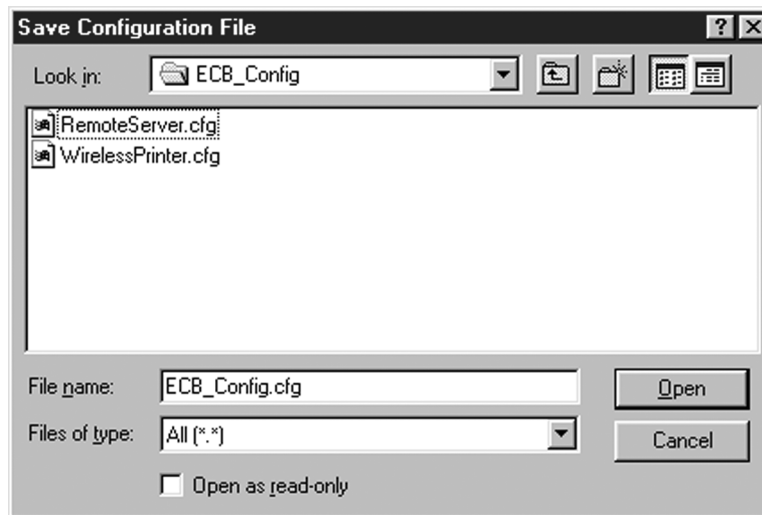 Save Configuration File
Look in: ECB_Config
RemoteServer.cfg
WirelessPrinter.cfg
File name: ECB_Config.cfg Open
Files of type: All (*.*) Cancel
Open as read-only